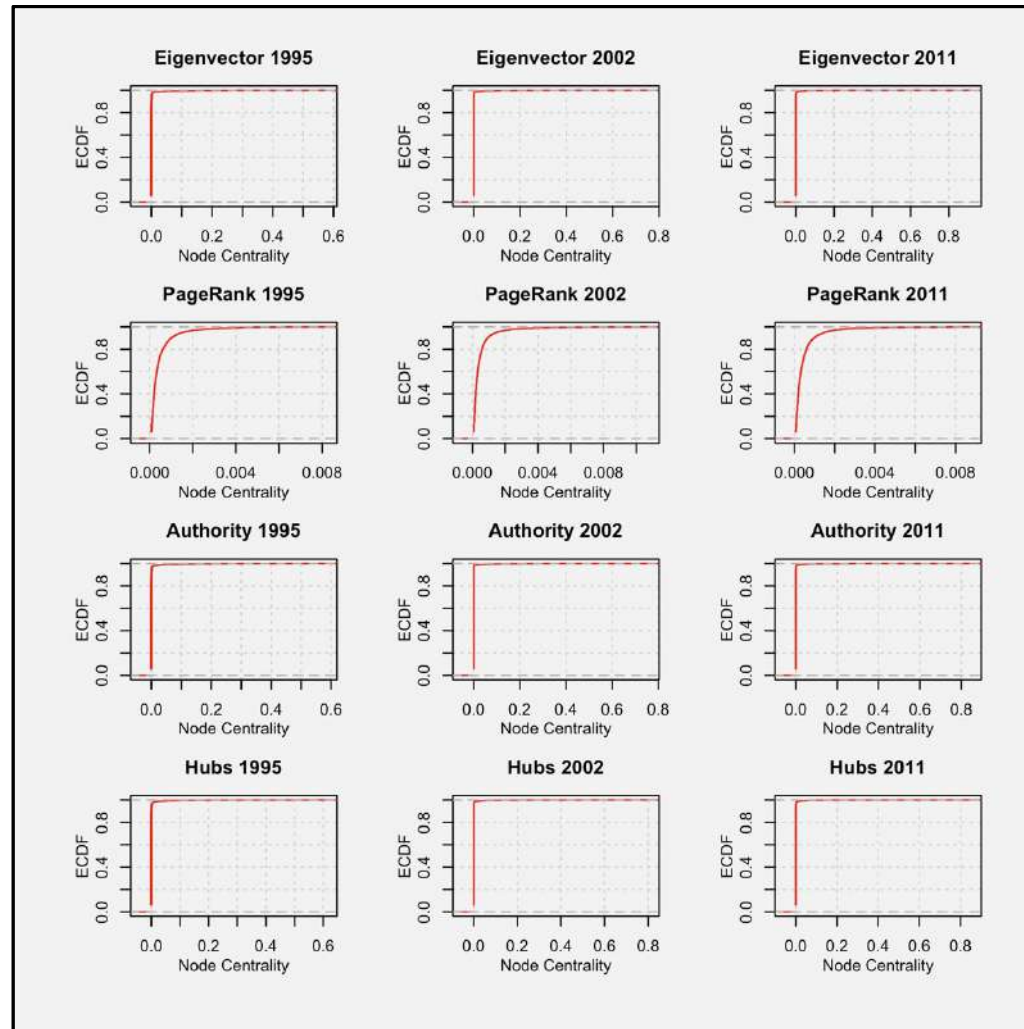 Eigenvector 1995
ECDF
0.0 0.4 0.8
0.0 0.2 0.4 0.6
Node Centrality
Eigenvector 2002
ECDF
0.0 0.4 0.8
0.0 0.2 0.4 0.6 0.8
Node Centrality
Eigenvector 2011
ECDF
0.0 0.4 0.8
0.0 0.2 0.4 0.6 0.8
Node Centrality
PageRank 1995
ECDF
0.0 0.4 0.8
0.000 0.004 0.008
Node Centrality
PageRank 2002
ECDF
0.0 0.4 0.8
0.000 0.004 0.008
Node Centrality
PageRank 2011
ECDF
0.0 0.4 0.8
0.000 0.004 0.008
Node Centrality
Authority 1995
ECDF
0.0 0.4 0.8
0.0 0.2 0.4 0.6
Node Centrality
Authority 2002
ECDF
0.0 0.4 0.8
0.0 0.2 0.4 0.6 0.8
Node Centrality
Authority 2011
ECDF
0.0 0.4 0.8
0.0 0.2 0.4 0.6 0.8
Node Centrality
Hubs 1995
ECDF
0.0 0.4 0.8
0.0 0.2 0.4 0.6
Node Centrality
Hubs 2002
ECDF
0.0 0.4 0.8
0.0 0.2 0.4 0.6 0.8
Node Centrality
Hubs 2011
ECDF
0.0 0.4 0.8
0.0 0.2 0.4 0.6 0.8
Node Centrality